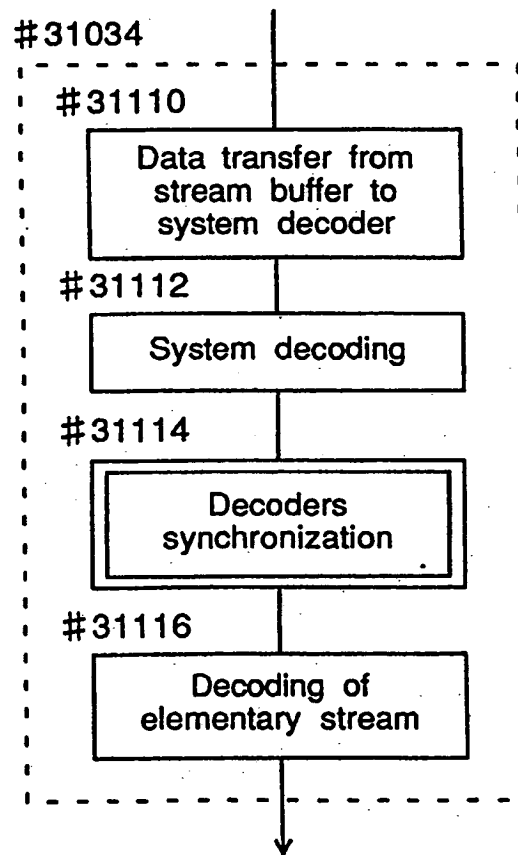 #31034
#31110
Data transfer from
stream buffer to
system decoder
#31112
System decoding
#31114
Decoders
synchronization
#31116
Decoding of
elementary stream